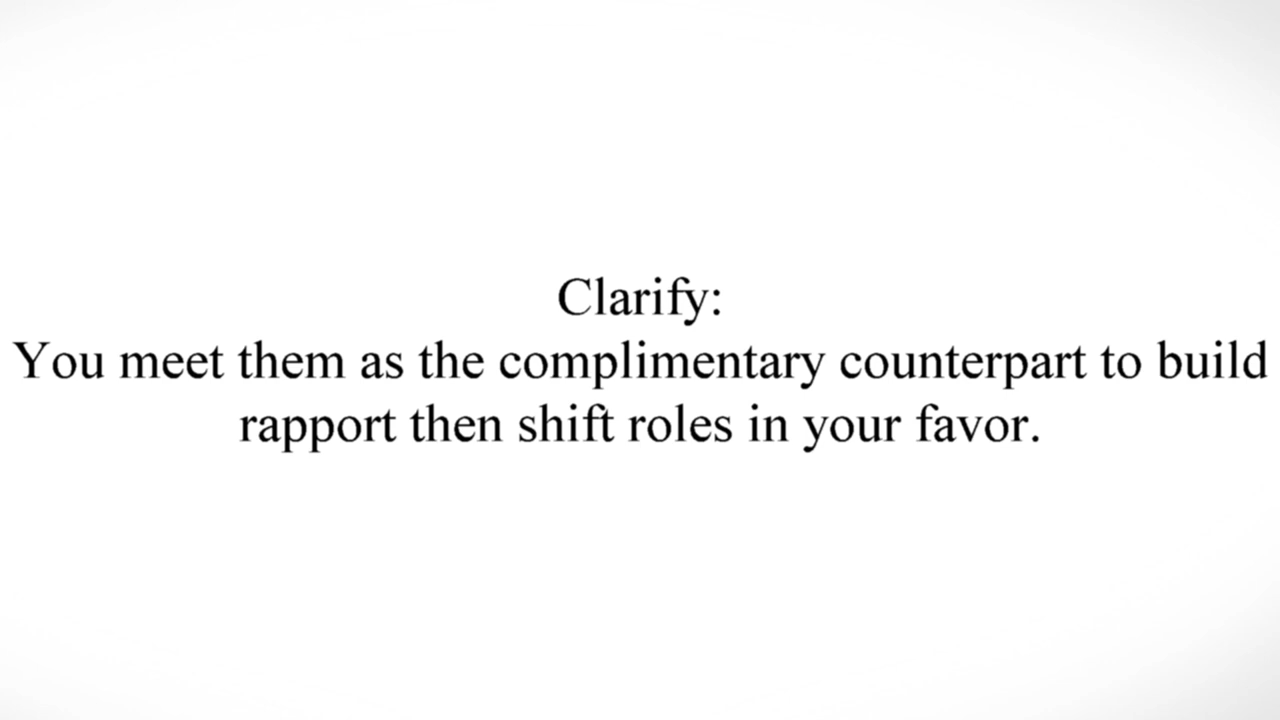 Clarify:
You meet them as the complimentary counterpart to build
rapport then shift roles in your favor.